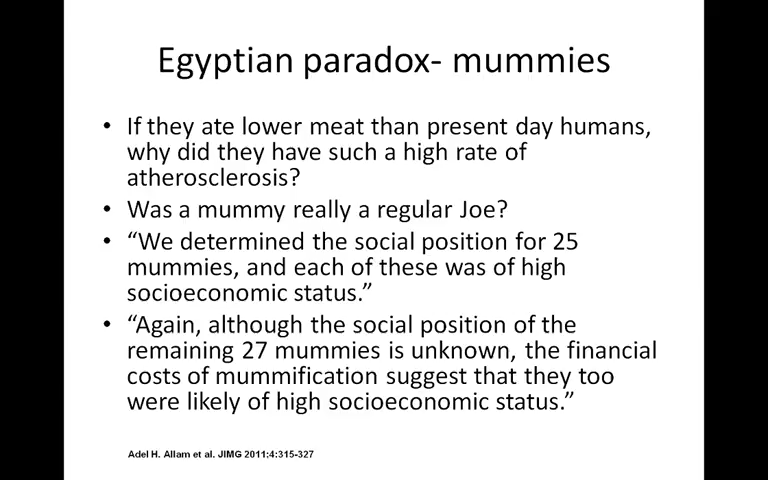 Egyptian paradox- mummies
• If they ate lower meat than present day humans,
why did they have such a high rate of
atherosclerosis?
• Was a mummy really a regular Joe?
• “We determined the social position for 25
mummies, and each of these was of high
socioeconomic status.”
• “Again, although the social position of the
remaining 27 mummies is unknown, the financial
costs of mummification suggest that they too
were likely of high socioeconomic status.”
Adel H. Allam et al. JIMG 2011;4:315-327